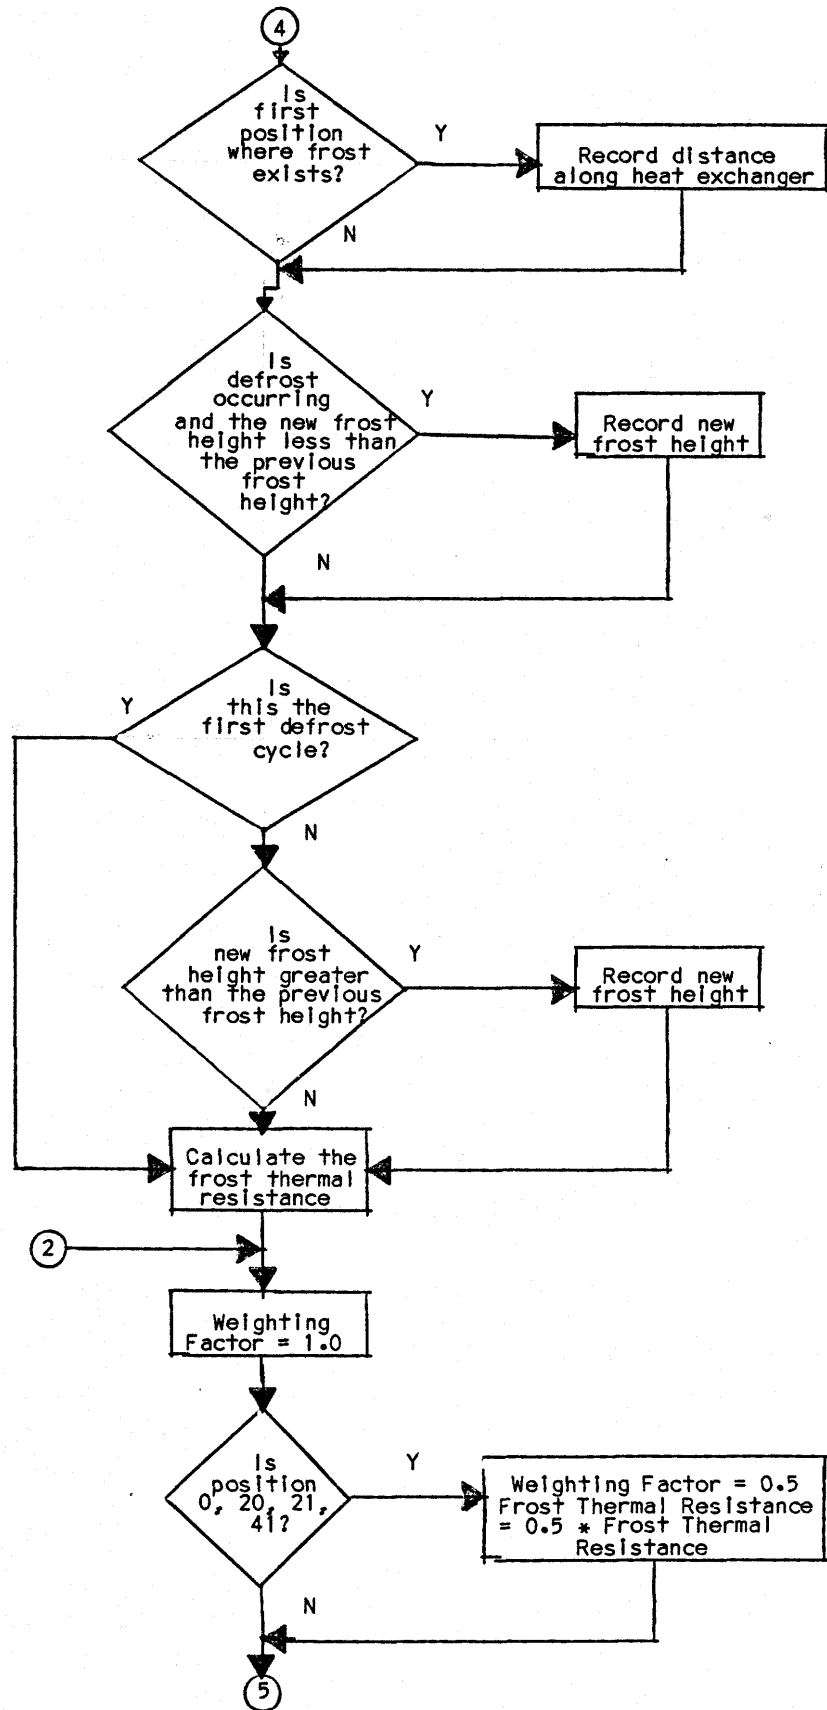 4
Is
first
position
where frost
exists?
Y
Record distance
along heat exchanger
N
Is
defrost
occurring
and the new frost
height less than
the previous
frost
height?
Y
Record new
frost height
N
Is
this the
first defrost
cycle?
Y
N
Is
new frost
height greater
than the previous
frost height?
Y
Record new
frost height
N
Calculate the
frost thermal
resistance
2
Weighting
Factor = 1.0
Is
position
0, 20, 21,
41?
Y
Weighting Factor = 0.5
Frost Thermal Resistance
= 0.5 * Frost Thermal
Resistance
N
5